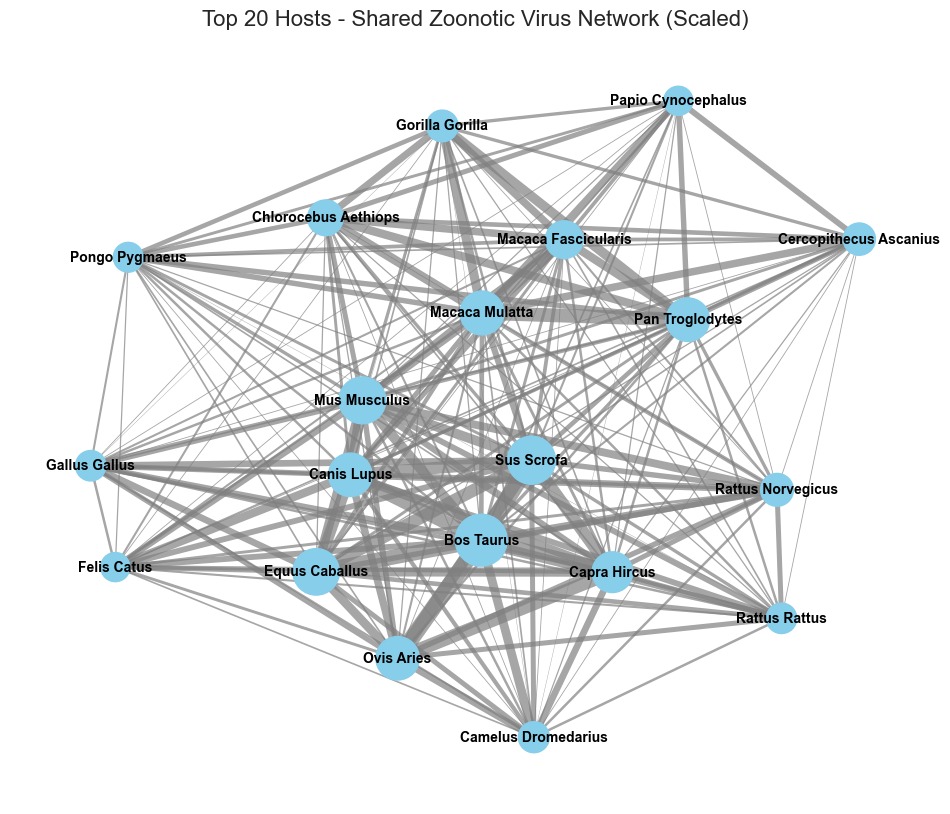 Top 20 Hosts - Shared Zoonotic Virus Network (Scaled)
Papio Cynocephalus
Gorilla Gorilla
Chlorocebus Aethiops
Macaca Fascicularis
Cercopithecus Ascanius
Pongo Pygmaeus
Macaca Mulatta
Pan Troglodytes
Mus Musculus
Sus Scrofa
Gallus Gallus
Canis Lupus
Rattus Norvegicus
Bos Taurus
Felis Catus
Equus Caballus
Capra Hircus
Rattus Rattus
Ovis Aries
Camelus Dromedarius